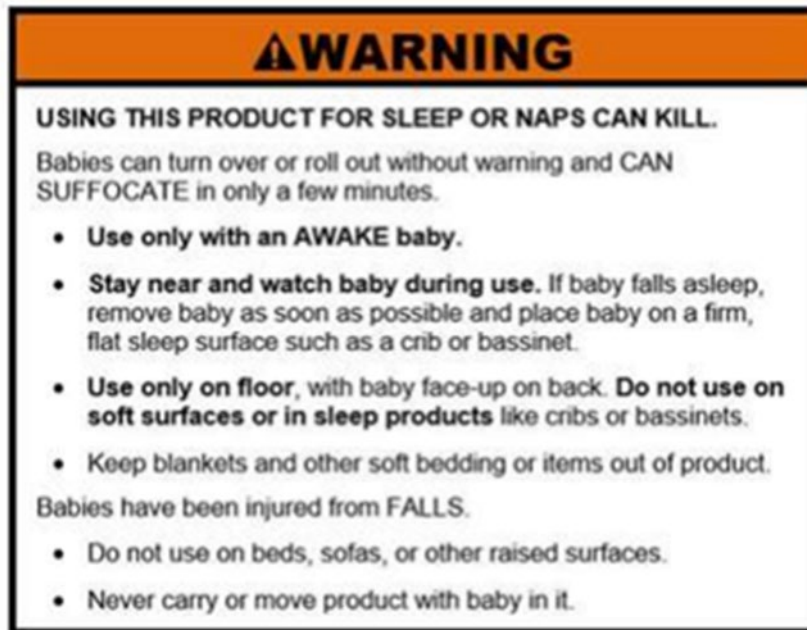 ⚠WARNING
USING THIS PRODUCT FOR SLEEP OR NAPS CAN KILL.
Babies can turn over or roll out without warning and CAN
SUFFOCATE in only a few minutes.
• Use only with an AWAKE baby.
• Stay near and watch baby during use. If baby falls asleep,
remove baby as soon as possible and place baby on a firm,
flat sleep surface such as a crib or bassinet.
• Use only on floor, with baby face-up on back. Do not use on
soft surfaces or in sleep products like cribs or bassinets.
• Keep blankets and other soft bedding or items out of product.
Babies have been injured from FALLS.
• Do not use on beds, sofas, or other raised surfaces.
• Never carry or move product with baby in it.